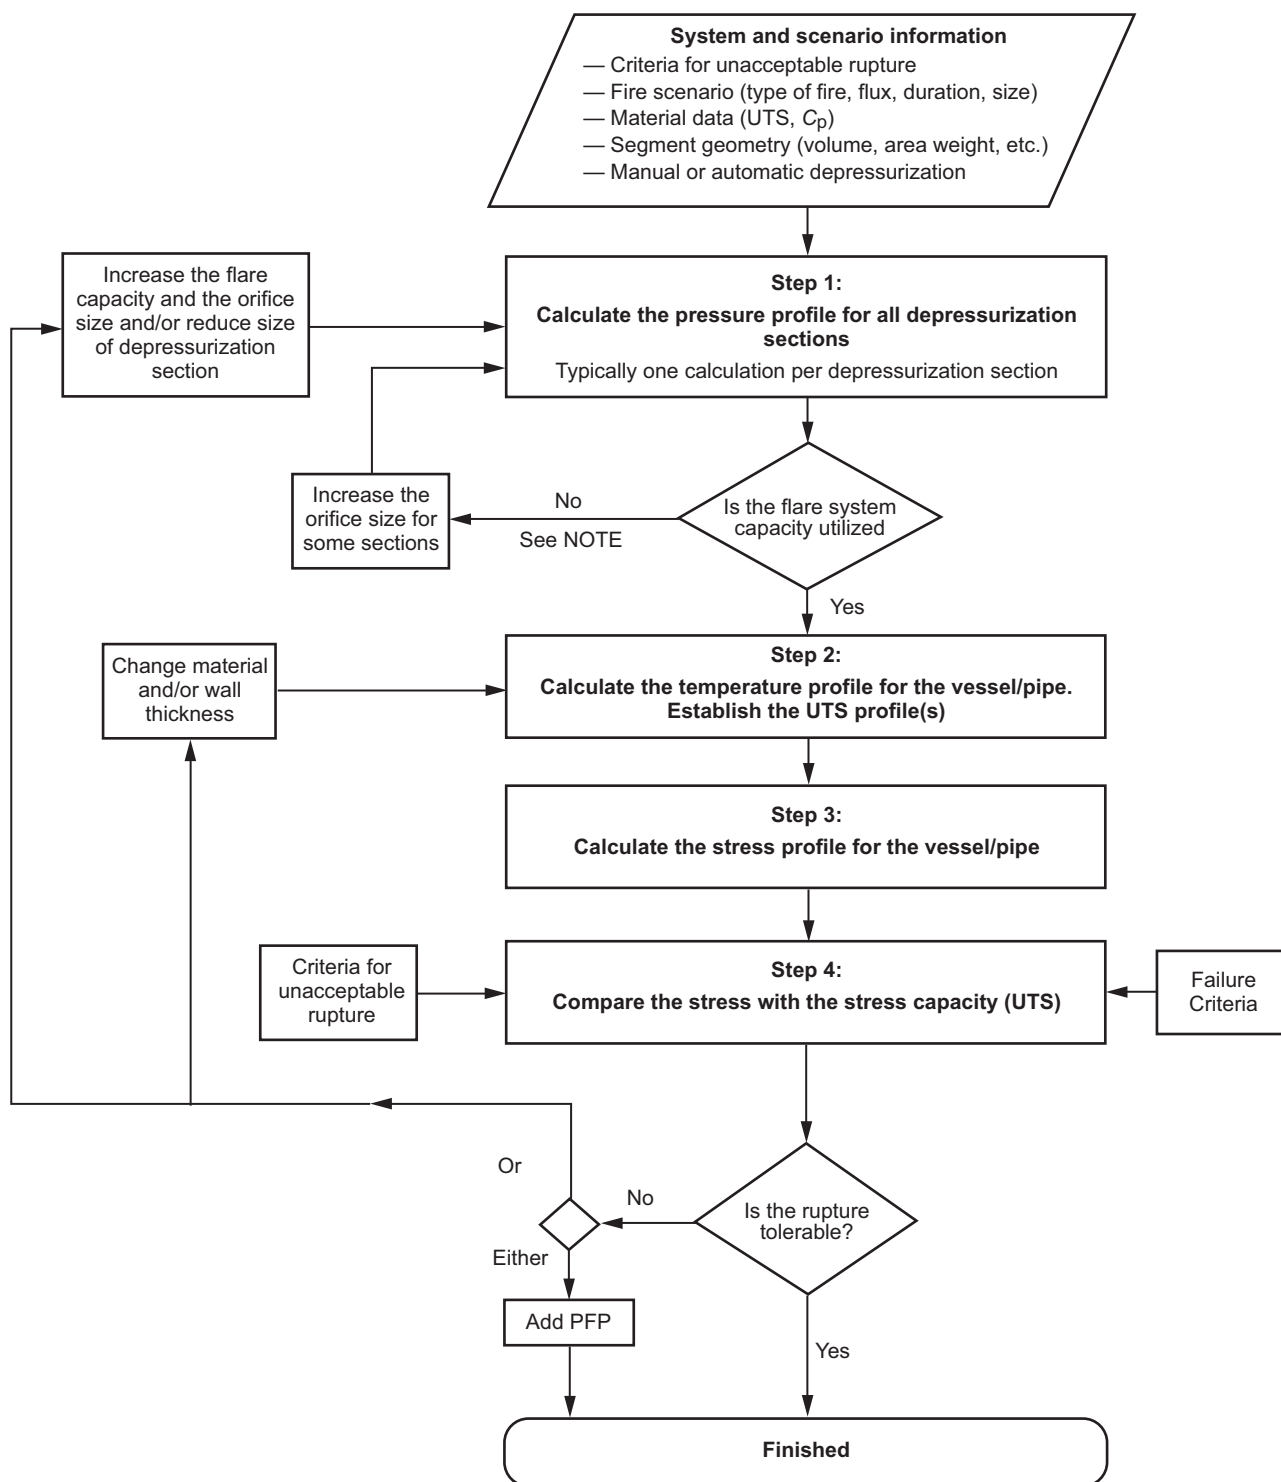 System and scenario information
— Criteria for unacceptable rupture
— Fire scenario (type of fire, flux, duration, size)
— Material data (UTS, Cp)
— Segment geometry (volume, area weight, etc.)
— Manual or automatic depressurization
Increase the flare
capacity and the orifice
size and/or reduce size
of depressurization
section
Step 1:
Calculate the pressure profile for all depressurization
sections
Typically one calculation per depressurization section
Increase the
orifice size for
some sections
No
See NOTE
Is the flare system
capacity utilized
Yes
Change material
and/or wall
thickness
Step 2:
Calculate the temperature profile for the vessel/pipe.
Establish the UTS profile(s)
Step 3:
Calculate the stress profile for the vessel/pipe
Criteria for
unacceptable
rupture
Step 4:
Compare the stress with the stress capacity (UTS)
Failure
Criteria
Or
No
Is the rupture
tolerable?
Either
Add PFP
Yes
Finished